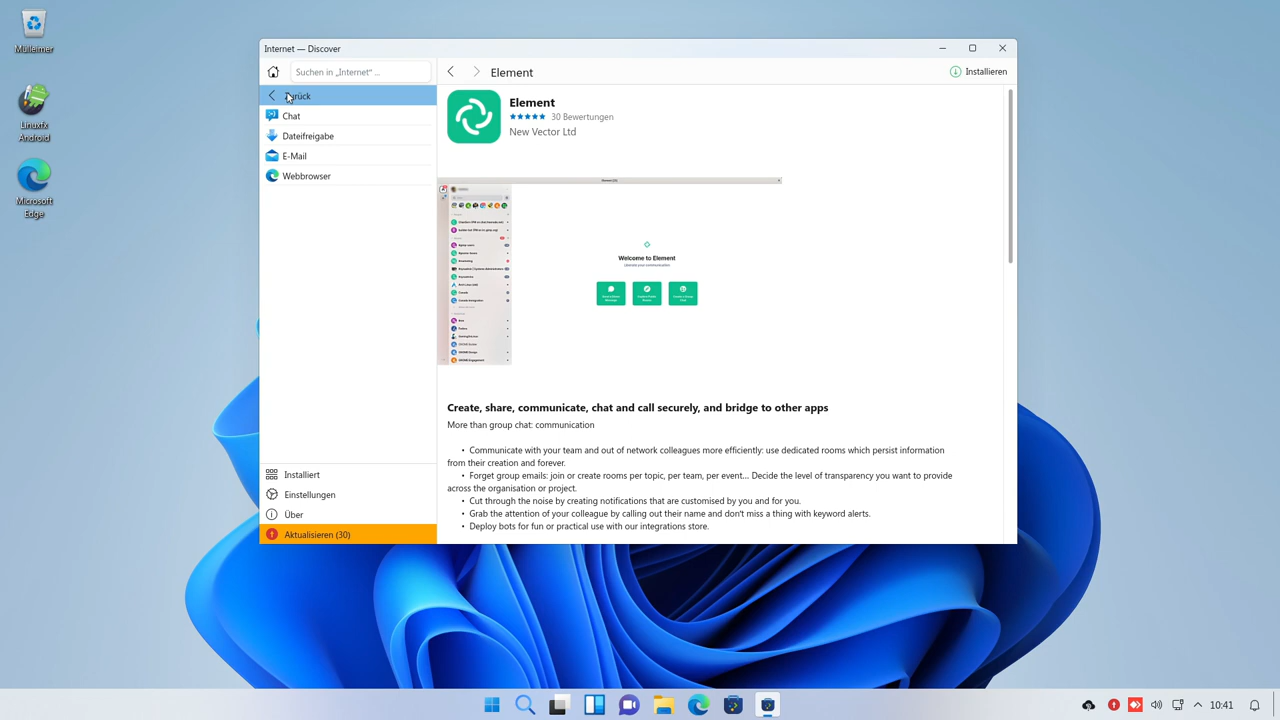 Mülleimer
Linuxfx
Android
Microsoft
Edge
Internet — Discover
Suchen in „Internet“ ...
Zurück
Chat
Dateifreigabe
E-Mail
Webbrowser
Installiert
Einstellungen
Über
Aktualisieren (30)
Element
Installieren
Element
30 Bewertungen
New Vector Ltd
Welcome to Element
Create, share, communicate, chat and call securely, and bridge to other apps
More than group chat: communication
• Communicate with your team and out of network colleagues more efficiently: use dedicated rooms which persist information
from their creation and forever.
• Forget group emails: join or create rooms per topic, per team, per event... Decide the level of transparency you want to provide
across the organisation or project.
• Cut through the noise by creating notifications that are customised by you and for you.
• Grab the attention of your colleague by calling out their name and don't miss a thing with keyword alerts.
• Deploy bots for fun or practical use with our integrations store.
10:41